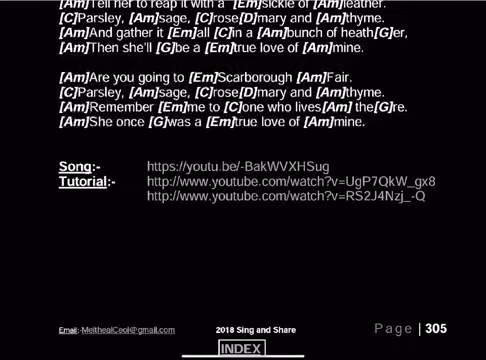 [Am]Tell her to reap it with a [Em]sickle of [Am]leather.
[C]Parsley, [Am]sage, [C]rose[D]mary and [Am]thyme.
[Am]And gather it [Em]all [C]in a [Am]bunch of heath[G]er,
[Am]Then she'll [G]be a [Em]true love of [Am]mine.
[Am]Are you going to [Em]Scarborough [Am]Fair.
[C]Parsley, [Am]sage, [C]rose[D]mary and [Am]thyme.
[Am]Remember [Em]me to [C]one who lives[Am] the[G]re.
[Am]She once [G]was a [Em]true love of [Am]mine.
Song:- https://youtu.be/-BakWVXHSug
Tutorial:- http://www.youtube.com/watch?v=UgP7QkW_gx8
http://www.youtube.com/watch?v=RS2J4Nzj_-Q
Email:-MelthealCool@gmail.com 2018 Sing and Share Page | 305
INDEX